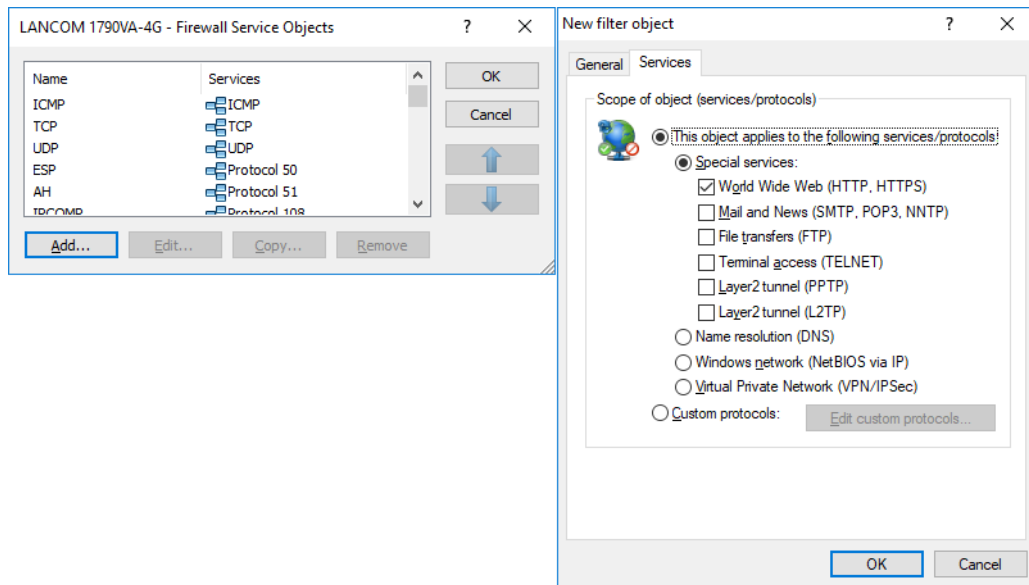 LANCOM 1790VA-4G - Firewall Service Objects
Name Services
ICMP ICMP
TCP TCP
UDP UDP
ESP Protocol 50
AH Protocol 51
IPCOMP Protocol 108
OK
Cancel
Add... Edit... Copy... Remove
New filter object
General Services
Scope of object (services/protocols)
This object applies to the following services/protocols!
Special services:
World Wide Web (HTTP, HTTPS)
Mail and News (SMTP, POP3, NNTP)
File transfers (FTP)
Terminal access (TELNET)
Layer2 tunnel (PPTP)
Layer2 tunnel (L2TP)
Name resolution (DNS)
Windows network (NetBIOS via IP)
Virtual Private Network (VPN/IPSec)
Custom protocols: Edit custom protocols...
OK Cancel